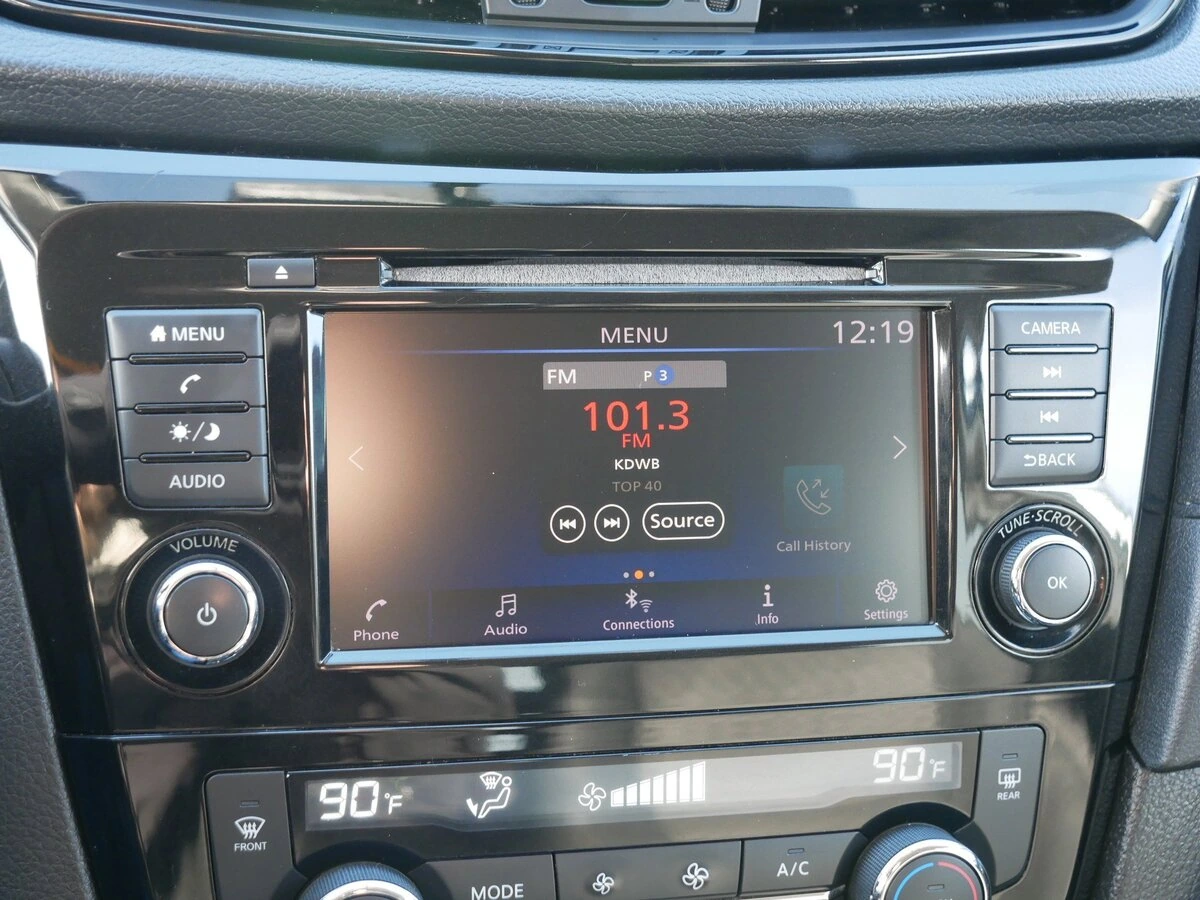 MENU
AUDIO
VOLUME
MENU
12:19
FM P 3
101.3
FM
KDWB
TOP 40
Source
Call History
Phone
Audio
Connections
Info
Settings
CAMERA
BACK
TUNE·SCROLL
OK
FRONT
90°F
90°F
REAR
MODE
A/C